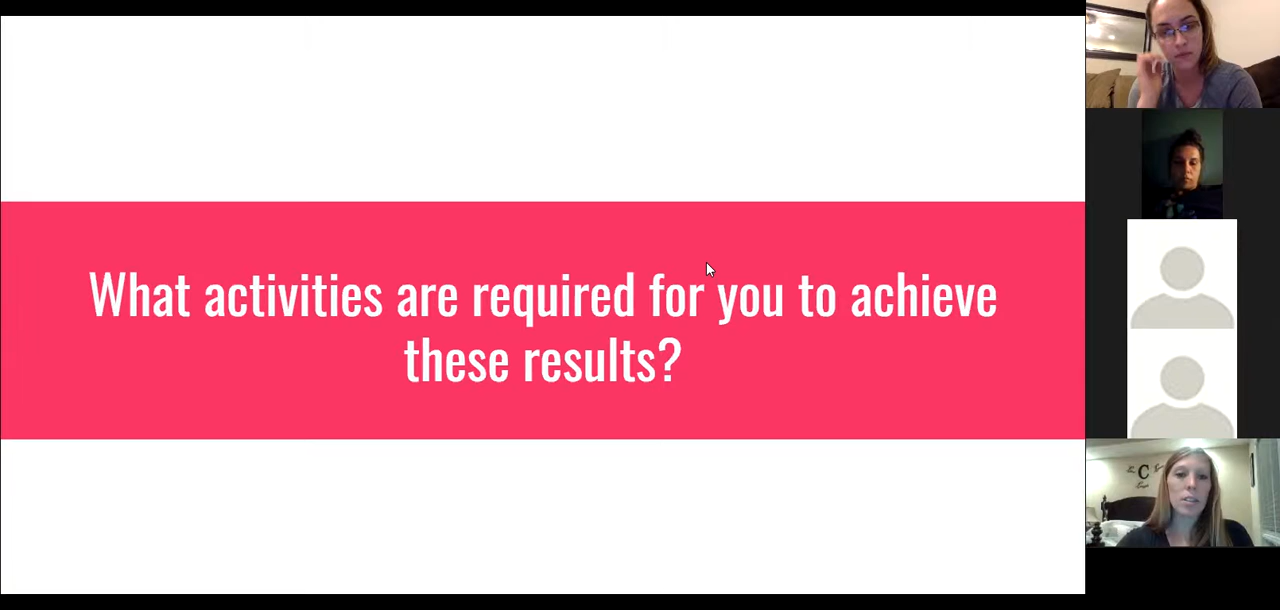 What activities are required for you to achieve
these results?
C